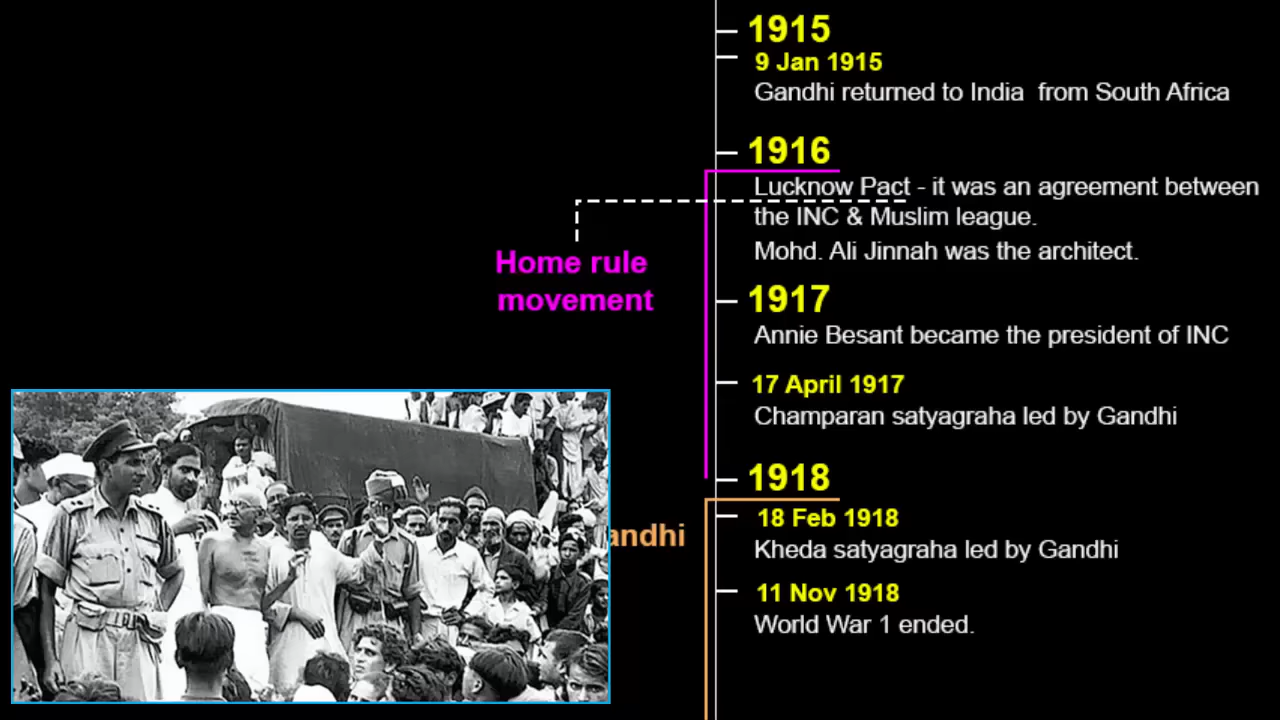 1915
9 Jan 1915
Gandhi returned to India  from South Africa
1916
Lucknow Pact - it was an agreement between
the INC & Muslim league.
Mohd. Ali Jinnah was the architect.
Home rule
movement
1917
Annie Besant became the president of INC
17 April 1917
Champaran satyagraha led by Gandhi
1918
18 Feb 1918
andhi
Kheda satyagraha led by Gandhi
11 Nov 1918
World War 1 ended.